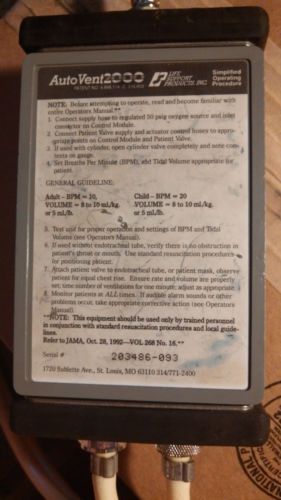 AutoVent2000 LIFE SUPPORT PRODUCTS, INC.
Simplified
Operating
Procedure
NOTE: Before attempting to operate, read and become familiar with
entire Operators Manual.**
1. Connect supply hose to regulated 50 psig oxygen source and inlet
connector on Control Module.
2. Connect Patient Valve supply and actuator control hoses to appro-
priate points on Control Module and Patient Valve.
3. If used with cylinder, open cylinder valve completely and note con-
tents on gauge.
4. Set Breaths Per Minute (BPM), and Tidal Volume appropriate for
patient.
GENERAL GUIDELINE:
Adult - BPM = 10, Child - BPM = 20
VOLUME = 8 to 10 ml/kg. VOLUME = 8 to 10 ml/kg.
or 5 ml/lb. or 5 ml/lb.
5. Test unit for proper operation and settings of BPM and Tidal
Volume (see Operators Manual).
6. If used without endotracheal tube, verify there is no obstruction in
patient's throat or mouth. Use standard resuscitation procedures
for positioning patient.
7. Attach patient valve to endotracheal tube, or patient mask, observe
patient for equal chest rise. Ensure rate and volume are properly
set; time number of ventilations for one minute; adjust as appropriate.
8. Monitor patients at ALL times. If audible alarm sounds or other
problems occur, take appropriate corrective action (see Operators
Manual).
**NOTE: This equipment should be used only by trained personnel
in conjunction with standard resuscitation procedures and local guide-
lines.
Refer to JAMA, Oct. 28, 1992—VOL 268 No. 16.**
Serial # 203486-093
1720 Sublette Ave., St. Louis, MO 63110 314/771-2400